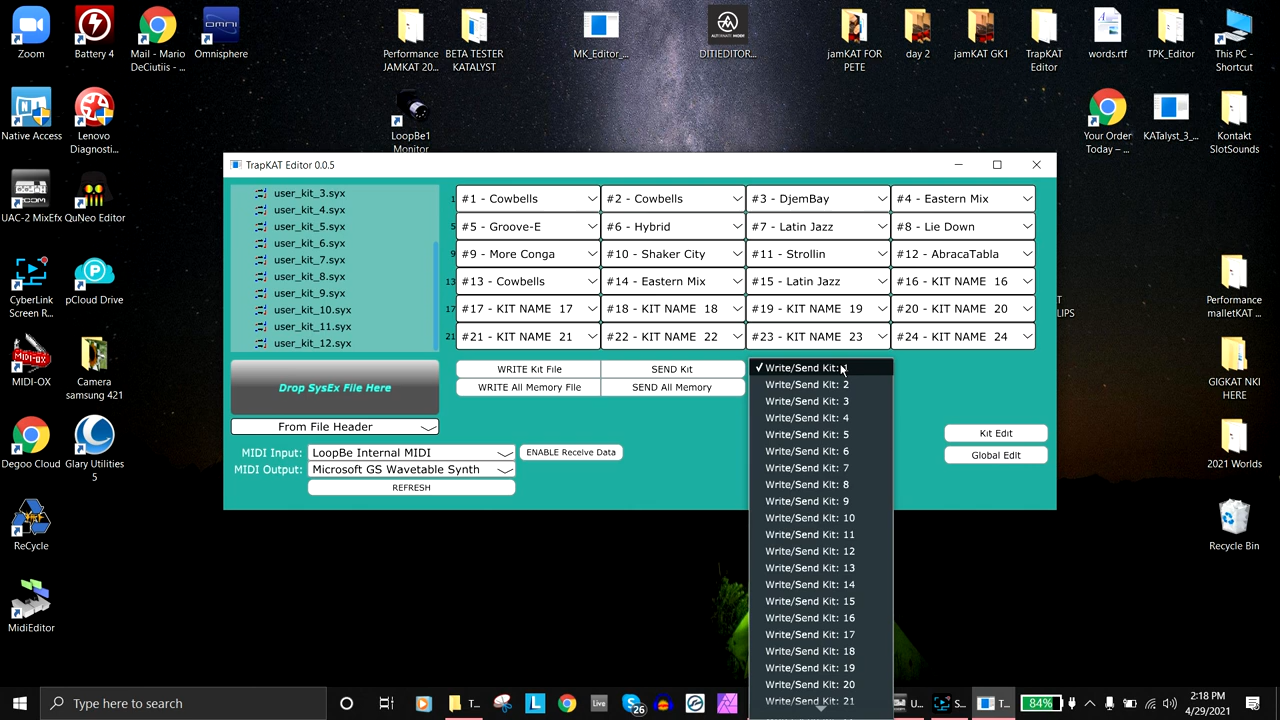 Zoom
Battery 4
Mail - Mario
DeCiutiis - ...
Omnisphere
Performance
JAMKAT 20...
BETA TESTER
KATALYST
MK_Editor_...
ALTERNATE MODE
DITIEDITOR...
jamKAT FOR
PETE
day 2
jamKAT GK1
TrapKAT
Editor
words.rtf
TPK_Editor
This PC -
Shortcut
OMNI
Native Access
Lenovo
Diagnosti...
LoopBe1
Monitor
Your Order
Today – ...
KATalyst_3_...
Kontakt
SlotSounds
UAC-2 MixEfx
QuNeo Editor
CyberLink
Screen R...
pCloud Drive
MIDI-OX
Camera
samsung 421
Degoo Cloud
Glary Utilities
5
ReCycle
MidiEditor
T
LIPS
Performance
malletKAT ...
GIGKAT NKI
HERE
2021 Worlds
Recycle Bin
TrapKAT Editor 0.0.5
user_kit_3.syx
user_kit_4.syx
user_kit_5.syx
user_kit_6.syx
user_kit_7.syx
user_kit_8.syx
user_kit_9.syx
user_kit_10.syx
user_kit_11.syx
user_kit_12.syx
1 #1 - Cowbells #2 - Cowbells #3 - DjemBay #4 - Eastern Mix
5 #5 - Groove-E #6 - Hybrid #7 - Latin Jazz #8 - Lie Down
9 #9 - More Conga #10 - Shaker City #11 - Strollin #12 - AbracaTabla
13 #13 - Cowbells #14 - Eastern Mix #15 - Latin Jazz #16 - KIT NAME 16
17 #17 - KIT NAME 17 #18 - KIT NAME 18 #19 - KIT NAME 19 #20 - KIT NAME 20
21 #21 - KIT NAME 21 #22 - KIT NAME 22 #23 - KIT NAME 23 #24 - KIT NAME 24
Drop SysEx File Here
From File Header
WRITE Kit File SEND Kit
WRITE All Memory File SEND All Memory
MIDI Input: LoopBe Internal MIDI ENABLE Receive Data
MIDI Output: Microsoft GS Wavetable Synth
REFRESH
✓ Write/Send Kit: 1
Write/Send Kit: 2
Write/Send Kit: 3
Write/Send Kit: 4
Write/Send Kit: 5
Write/Send Kit: 6
Write/Send Kit: 7
Write/Send Kit: 8
Write/Send Kit: 9
Write/Send Kit: 10
Write/Send Kit: 11
Write/Send Kit: 12
Write/Send Kit: 13
Write/Send Kit: 14
Write/Send Kit: 15
Write/Send Kit: 16
Write/Send Kit: 17
Write/Send Kit: 18
Write/Send Kit: 19
Write/Send Kit: 20
Write/Send Kit: 21
Kit Edit
Global Edit
Type here to search
T...
L
Live
26
U...
S...
T...
84%
2:18 PM
4/29/2021